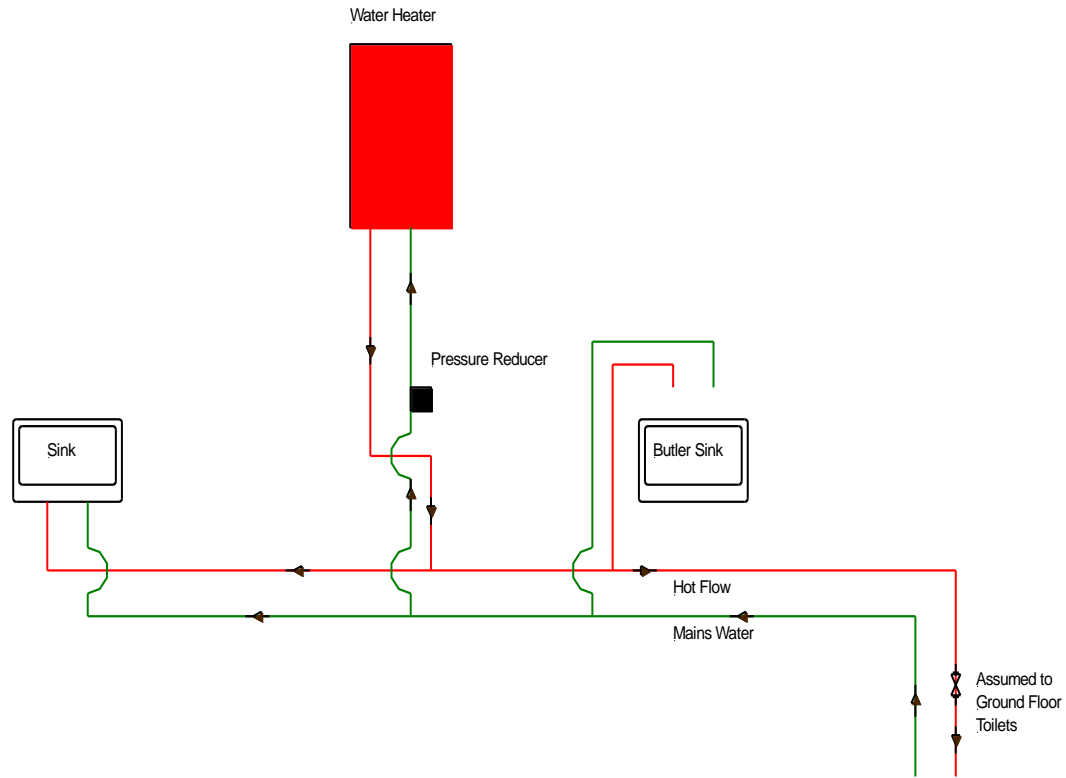 Water Heater
Pressure Reducer
Sink
Butler Sink
Hot Flow
Mains Water
Assumed to
Ground Floor
Toilets